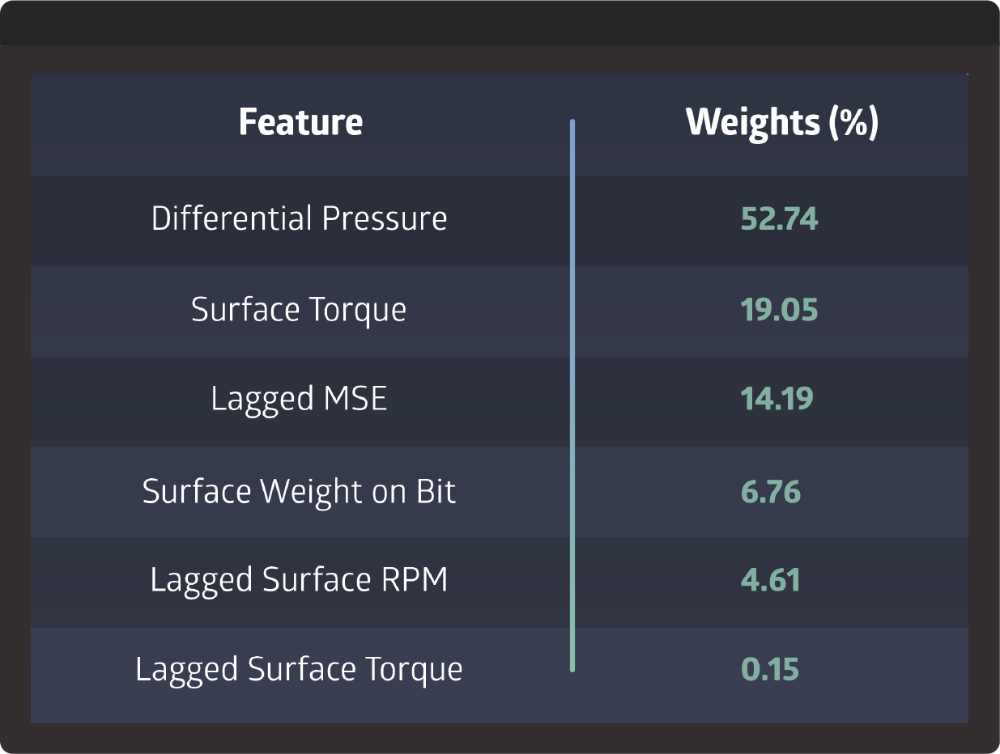 Feature Weights (%)
Differential Pressure 52.74
Surface Torque 19.05
Lagged MSE 14.19
Surface Weight on Bit 6.76
Lagged Surface RPM 4.61
Lagged Surface Torque 0.15